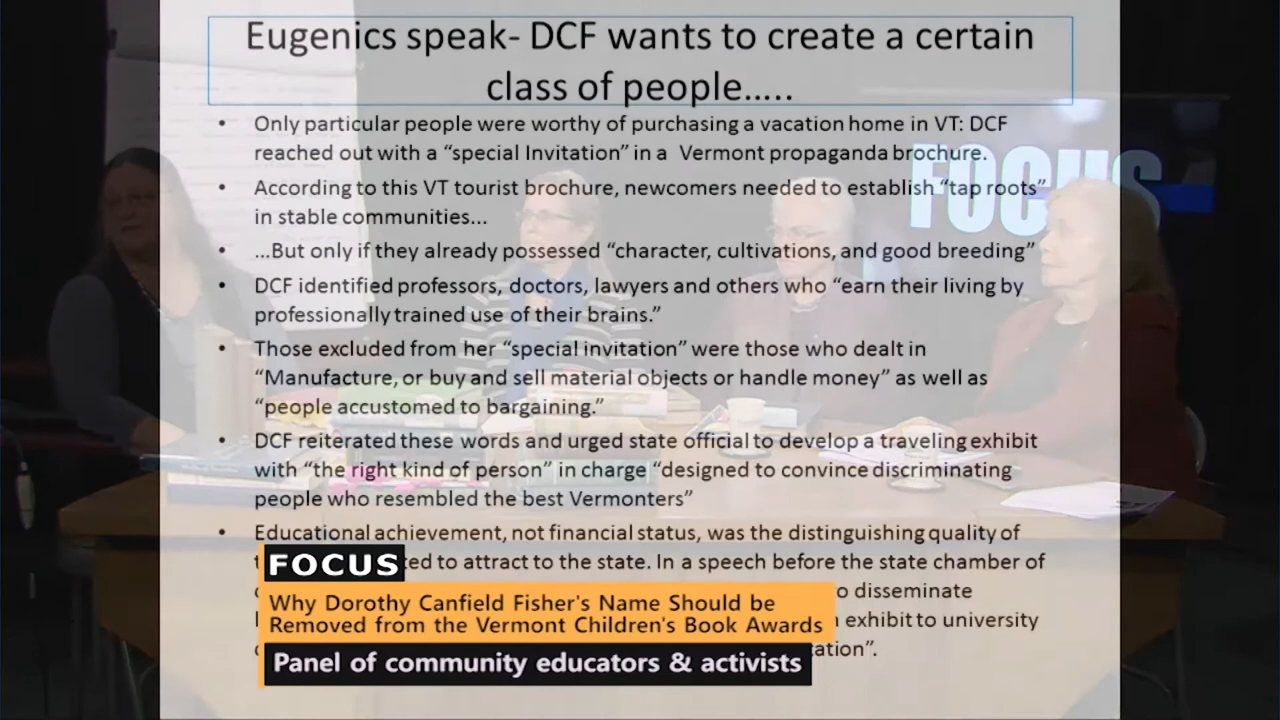 Eugenics speak- DCF wants to create a certain
class of people…..
• Only particular people were worthy of purchasing a vacation home in VT: DCF
reached out with a “special Invitation” in a Vermont propaganda brochure.
• According to this VT tourist brochure, newcomers needed to establish “tap roots”
in stable communities...
• ...But only if they already possessed “character, cultivations, and good breeding”
• DCF identified professors, doctors, lawyers and others who “earn their living by
professionally trained use of their brains.”
• Those excluded from her “special invitation” were those who dealt in
“Manufacture, or buy and sell material objects or handle money” as well as
“people accustomed to bargaining.”
• DCF reiterated these words and urged state official to develop a traveling exhibit
with “the right kind of person” in charge “designed to convince discriminating
people who resembled the best Vermonters”
• Educational achievement, not financial status, was the distinguishing quality of
to attract to the state. In a speech before the state chamber of
disseminate
exhibit to university
FOCUS
FOCUS
Why Dorothy Canfield Fisher's Name Should be
Removed from the Vermont Children's Book Awards
Panel of community educators & activists